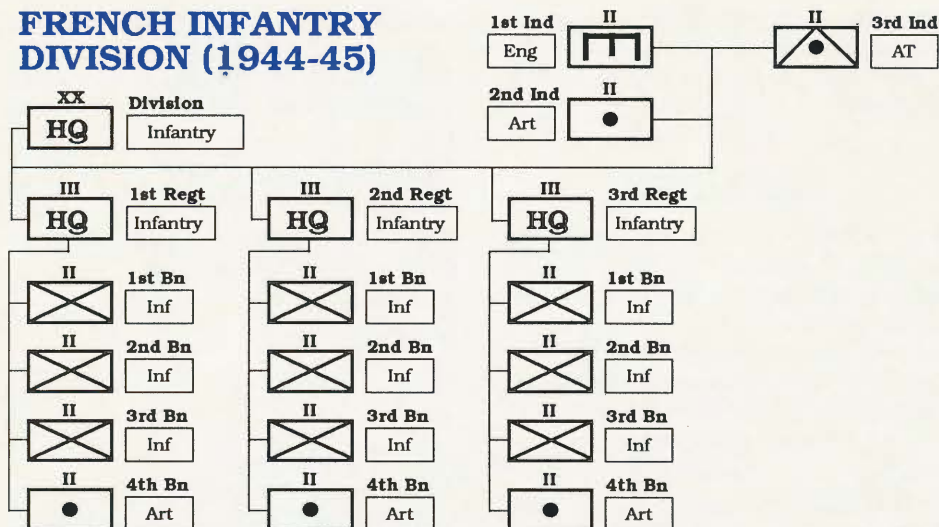 FRENCH INFANTRY
DIVISION (1944-45)
1st Ind
II
Eng
II
3rd Ind
AT
2nd Ind
II
Art
XX
Division
HQ
Infantry
III
1st Regt
HQ
Infantry
III
2nd Regt
HQ
Infantry
III
3rd Regt
HQ
Infantry
II
1st Bn
Inf
II
1st Bn
Inf
II
1st Bn
Inf
II
2nd Bn
Inf
II
2nd Bn
Inf
II
2nd Bn
Inf
II
3rd Bn
Inf
II
3rd Bn
Inf
II
3rd Bn
Inf
II
4th Bn
Art
II
4th Bn
Art
II
4th Bn
Art